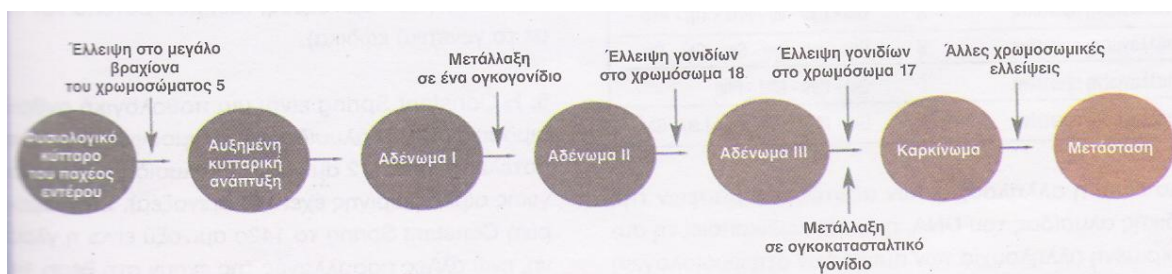 Έλλειψη στο μεγάλο
βραχίονα
του χρωμοσώματος 5
Μετάλλαξη
σε ένα ογκογονίδιο
Έλλειψη γονιδίων
στο χρωμόσωμα 18
Έλλειψη γονιδίων
στο χρωμόσωμα 17
Άλλες χρωμοσωμικές
ελλείψεις
Φυσιολογικό
κύτταρο
του παχέος
εντέρου
Αυξημένη
κυτταρική
ανάπτυξη
Αδένωμα Ι
Αδένωμα ΙΙ
Αδένωμα ΙΙΙ
Καρκίνωμα
Μετάσταση
Μετάλλαξη
σε ογκοκατασταλτικό
γονίδιο